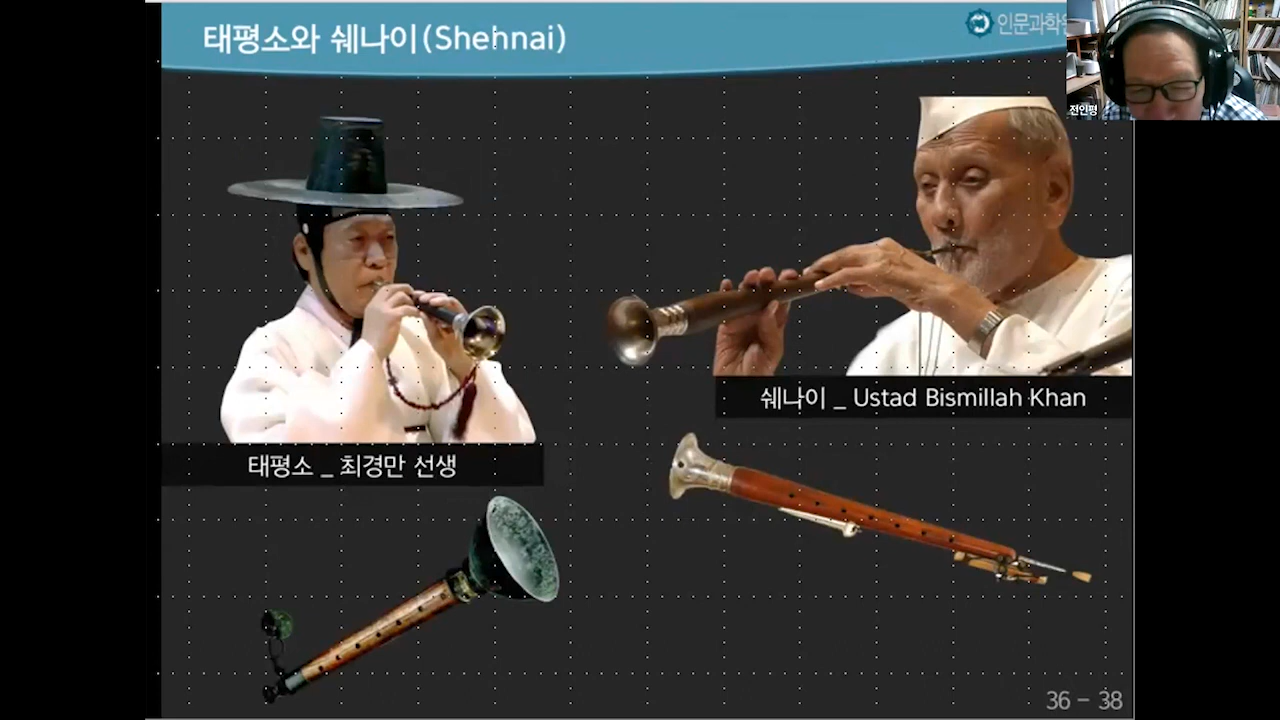 태평소와 쉐나이(Shehnai)
인문과학
전인평
쉐나이 _ Ustad Bismillah Khan
태평소 _ 최경만 선생
36 - 38